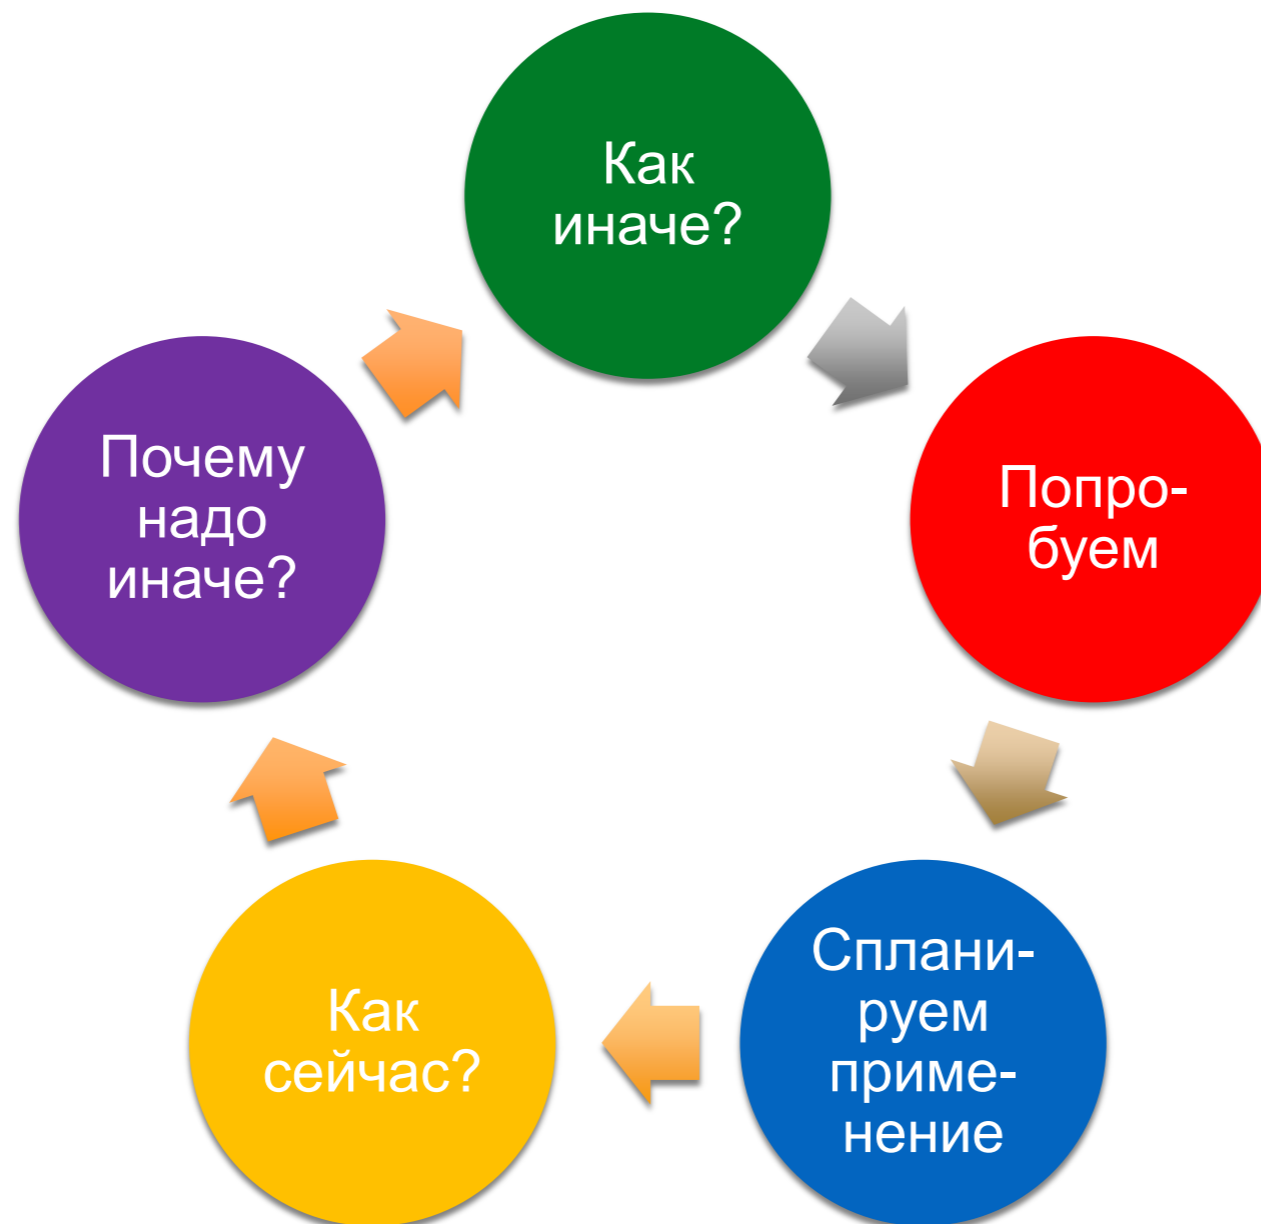 Как
иначе?
Попро-
буем
Сплани-
руем
приме-
нение
Как
сейчас?
Почему
надо
иначе?